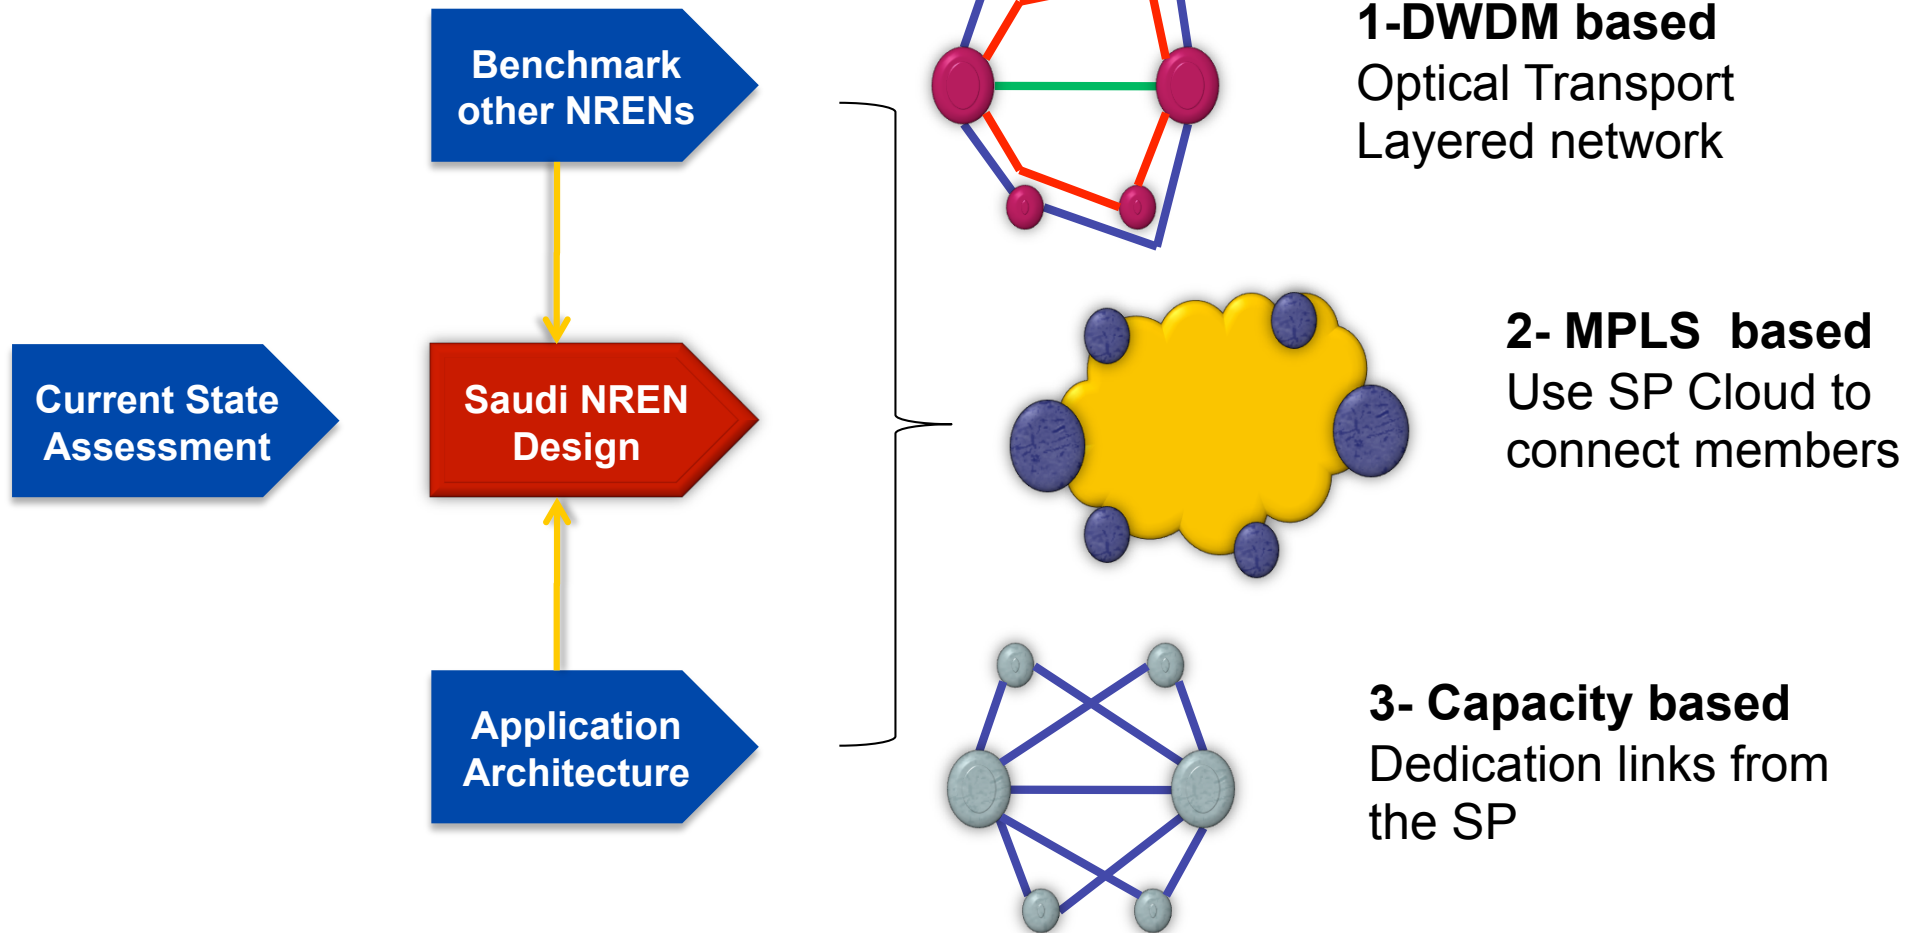 Benchmark
other NRENs
Current State
Assessment
Saudi NREN
Design
Application
Architecture
1-DWDM based
Optical Transport
Layered network
2- MPLS  based
Use SP Cloud to
connect members
3- Capacity based
Dedication links from
the SP